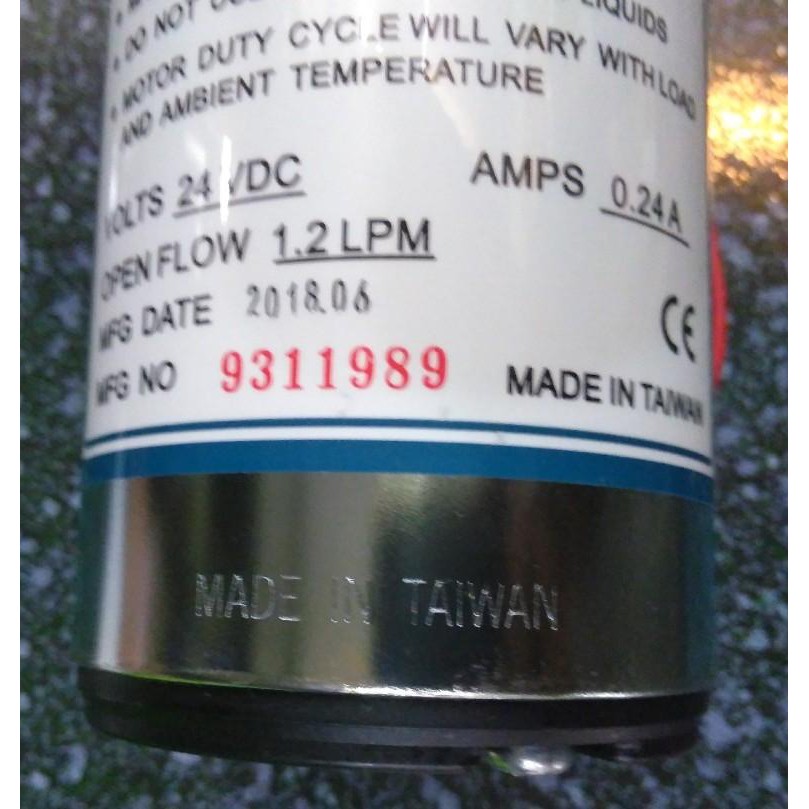 DO NOT
LIQUIDS
MOTOR DUTY CYCLE WILL VARY WITH LOAD
AND AMBIENT TEMPERATURE
VOLTS 24 VDC AMPS 0.24A
OPEN FLOW 1.2 LPM
MFG DATE 2018.06
CE
MFG NO 9311989 MADE IN TAIWAN
MADE IN TAIWAN